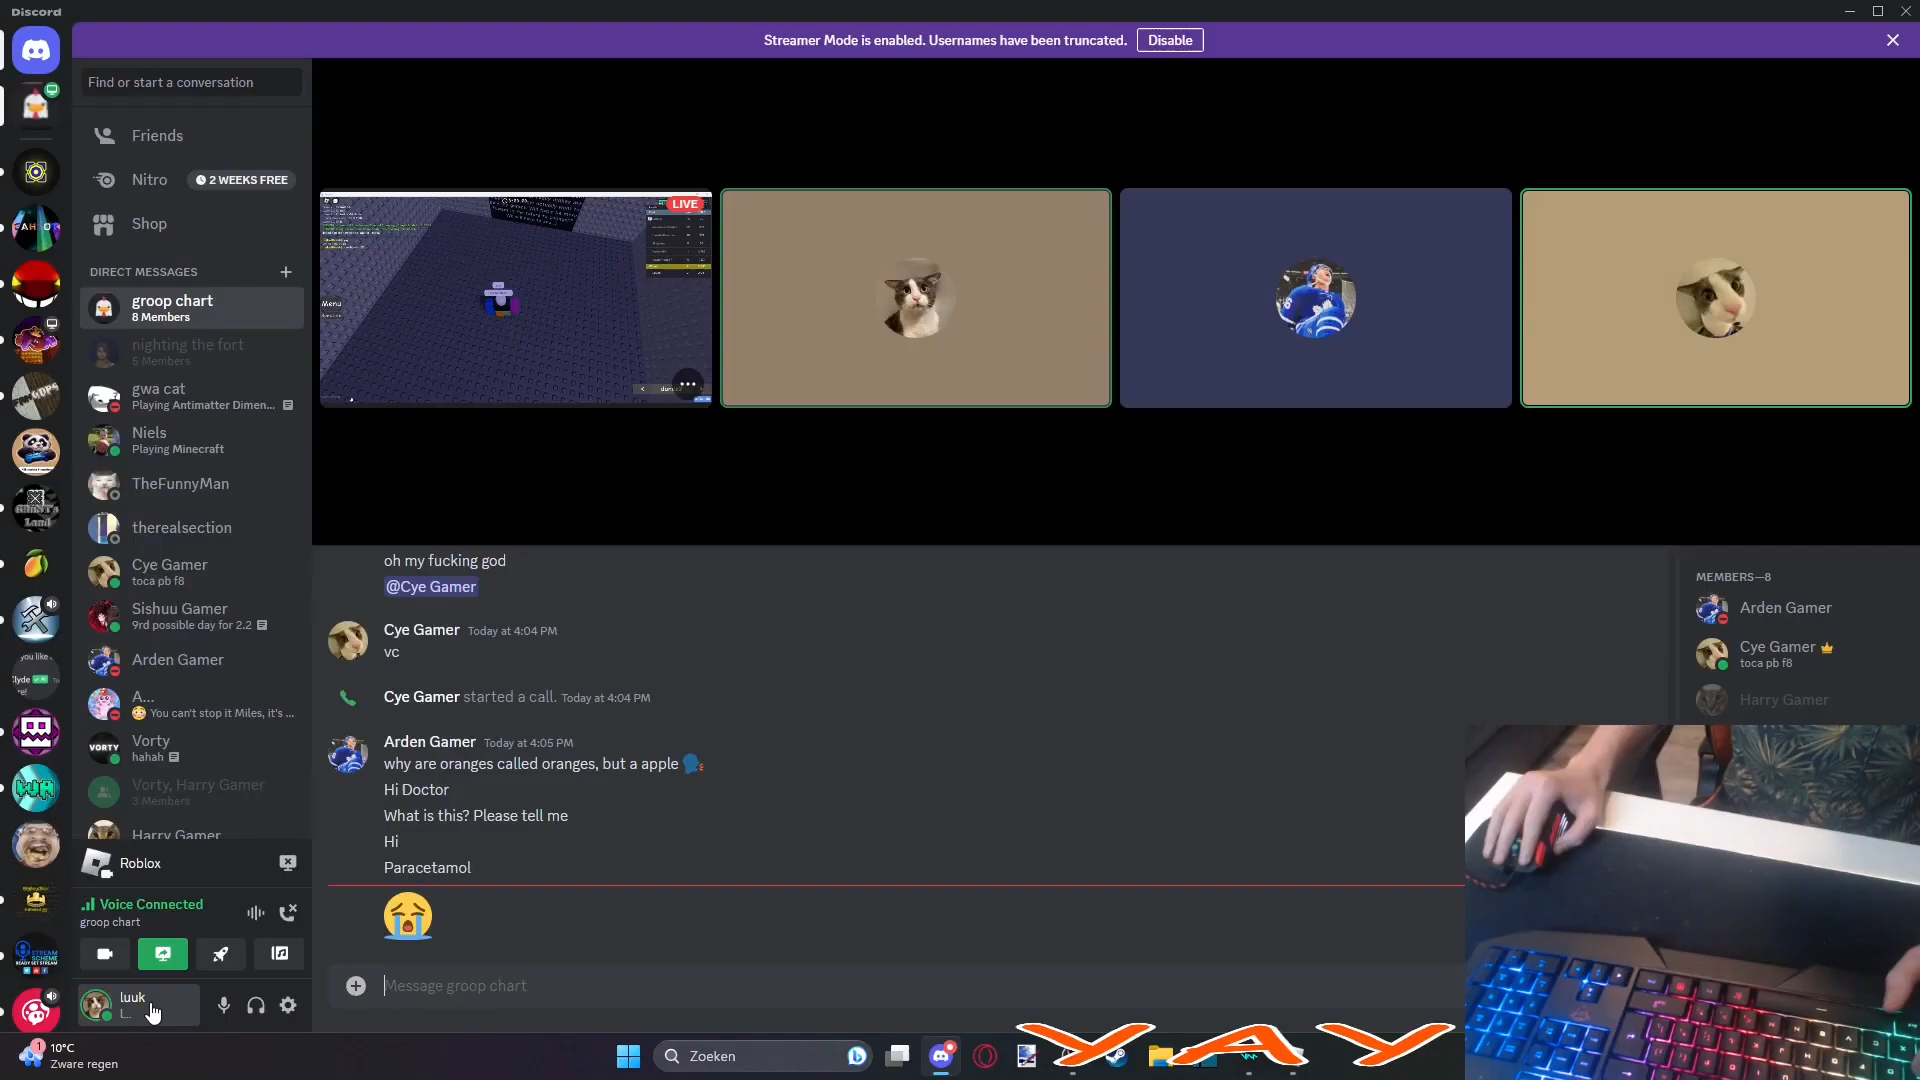 Discord
Streamer Mode is enabled. Usernames have been truncated.
Disable
Find or start a conversation
Friends
Nitro
2 WEEKS FREE
Shop
DIRECT MESSAGES
groop chart
8 Members
nighting the fort
5 Members
gwa cat
Playing Antimatter Dimen...
Niels
Playing Minecraft
TheFunnyMan
therealsection
Cye Gamer
toca pb f8
Sishuu Gamer
9rd possible day for 2.2
Arden Gamer
A...
😳 You can't stop it Miles, it's ...
Vorty
hahah
VORTY
Vorty, Harry Gamer
3 Members
Harry Gamer
Roblox
Voice Connected
groop chart
luuk
l...
LIVE
Menu
oh my fucking god
@Cye Gamer
Cye Gamer Today at 4:04 PM
vc
Cye Gamer started a call. Today at 4:04 PM
Arden Gamer Today at 4:05 PM
why are oranges called oranges, but a apple 🗣️
Hi Doctor
What is this? Please tell me
Hi
Paracetamol
😭
Message groop chart
MEMBERS—8
Arden Gamer
Cye Gamer
toca pb f8
Harry Gamer
YAY
1
10°C
Zware regen
Zoeken